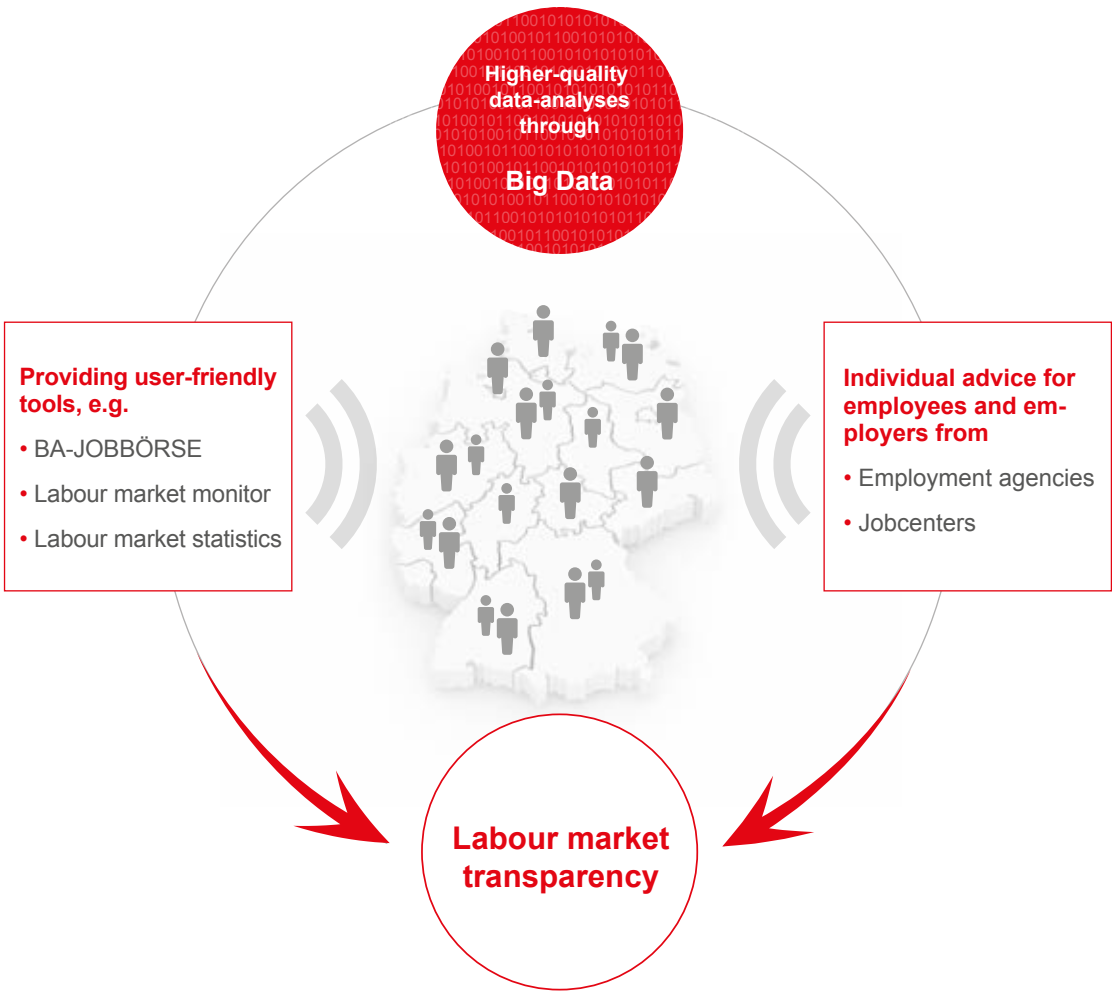 Higher-quality
data-analyses
through
Big Data
Providing user-friendly
tools, e.g.
• BA-JOBBÖRSE
• Labour market monitor
• Labour market statistics
Individual advice for
employees and em-
ployers from
• Employment agencies
• Jobcenters
Labour market
transparency